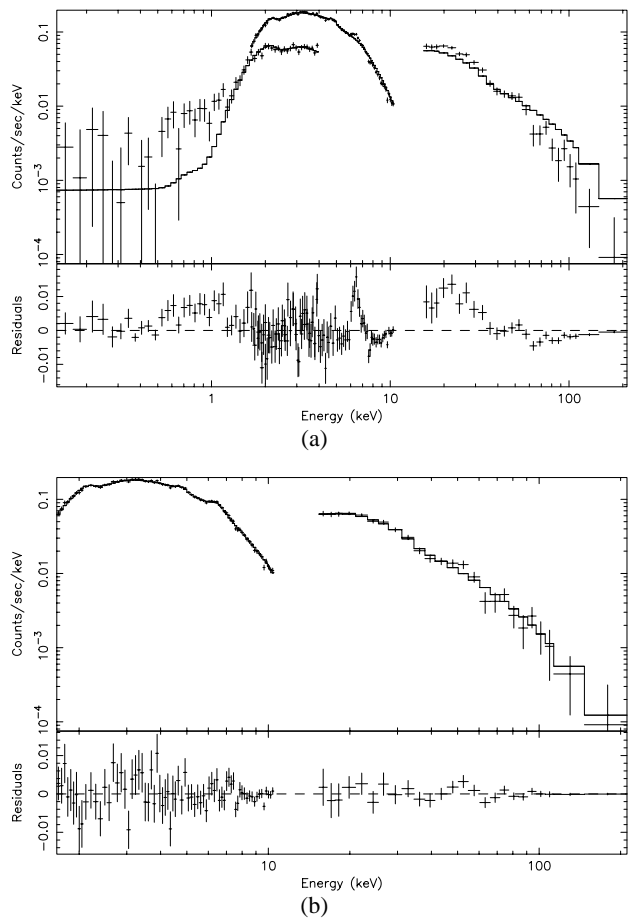 0.1
0.01
10⁻³
10⁻⁴
Counts/sec/keV
0.01
0
−0.01
Residuals
1 10 100
Energy (keV)
(a)
0.1
0.01
10⁻³
10⁻⁴
Counts/sec/keV
0.01
0
−0.01
Residuals
10 100
Energy (keV)
(b)